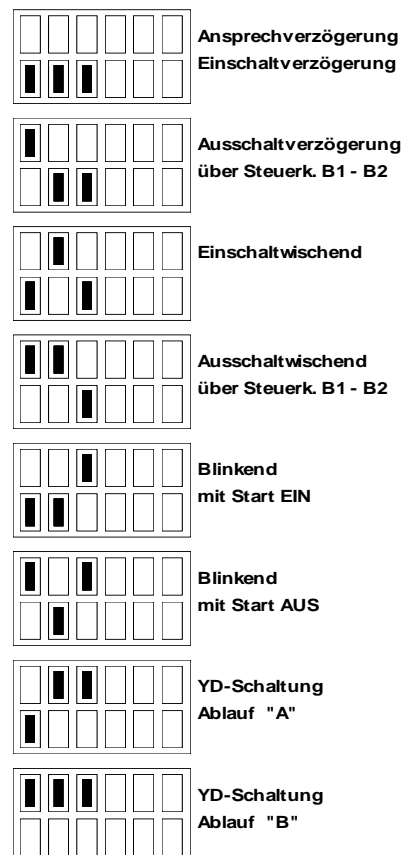 Ansprechverzögerung
Einschaltverzögerung
Ausschaltverzögerung
über Steuerk. B1 - B2
Einschaltwischend
Ausschaltwischend
über Steuerk. B1 - B2
Blinkend
mit Start EIN
Blinkend
mit Start AUS
YD-Schaltung
Ablauf "A"
YD-Schaltung
Ablauf "B"